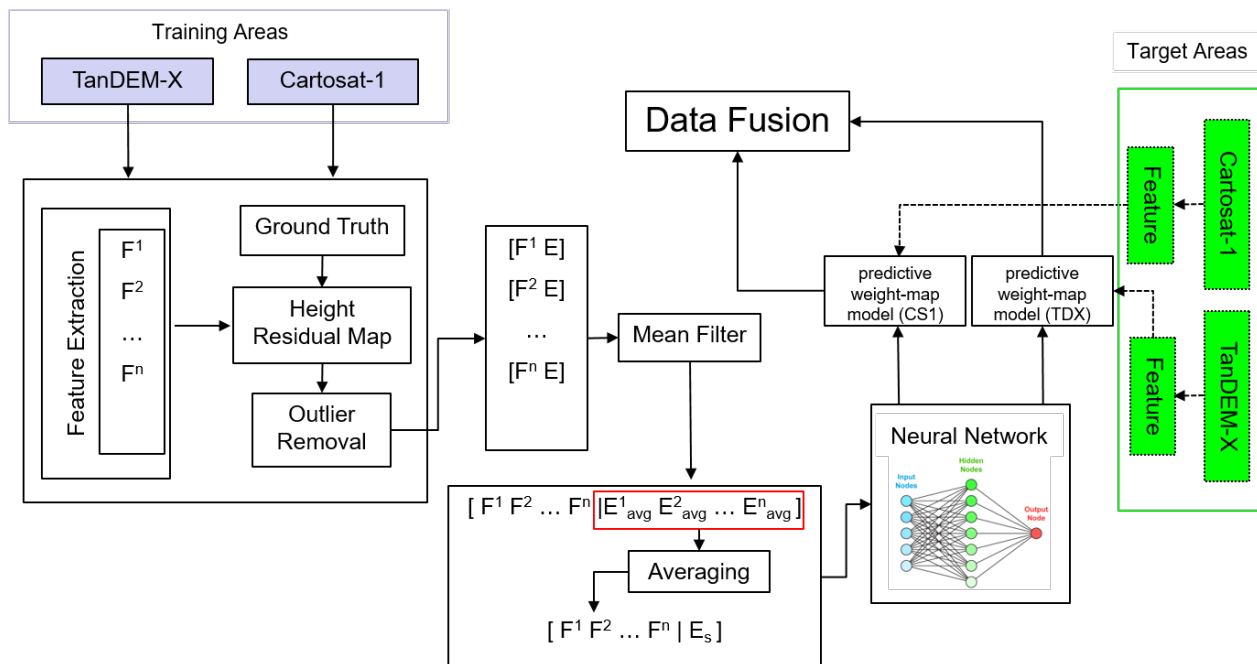 Training Areas
TanDEM-X
Cartosat-1
Feature Extraction
F¹
F²
...
Fⁿ
Ground Truth
Height
Residual Map
Outlier
Removal
[F¹ E]
[F² E]
...
[Fⁿ E]
Mean Filter
[ F¹ F² ... Fⁿ |E¹avg E²avg ... Eⁿavg ]
Averaging
[ F¹ F² ... Fⁿ | Es ]
Neural Network
Input
Nodes
Hidden
Nodes
Output
Node
predictive
weight-map
model (CS1)
predictive
weight-map
model (TDX)
Data Fusion
Target Areas
Feature
Cartosat-1
Feature
TanDEM-X